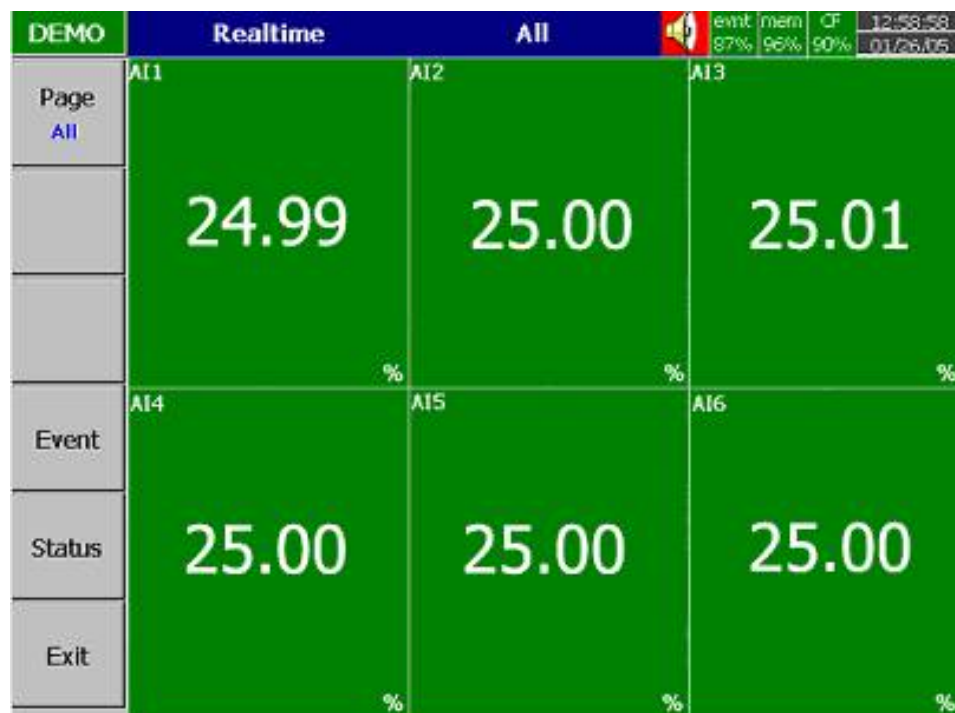 DEMO Realtime All evnt mem CF 12:58:58
87% 96% 90% 01/26/05
Page
All
Event
Status
Exit
AI1 AI2 AI3
24.99 25.00 25.01
% % %
AI4 AI5 AI6
25.00 25.00 25.00
% % %